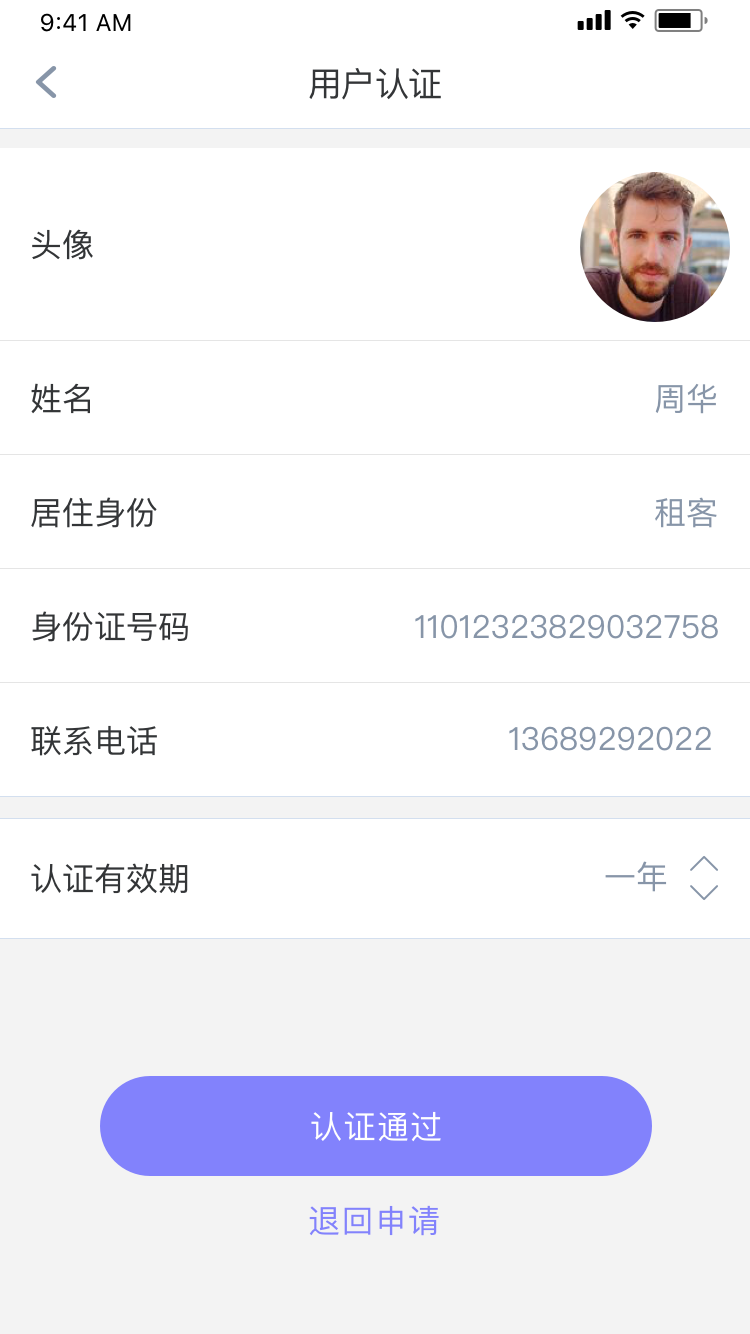 9:41 AM
用户认证
头像
姓名 周华
居住身份 租客
身份证号码 11012323829032758
联系电话 13689292022
认证有效期 一年
认证通过
退回申请